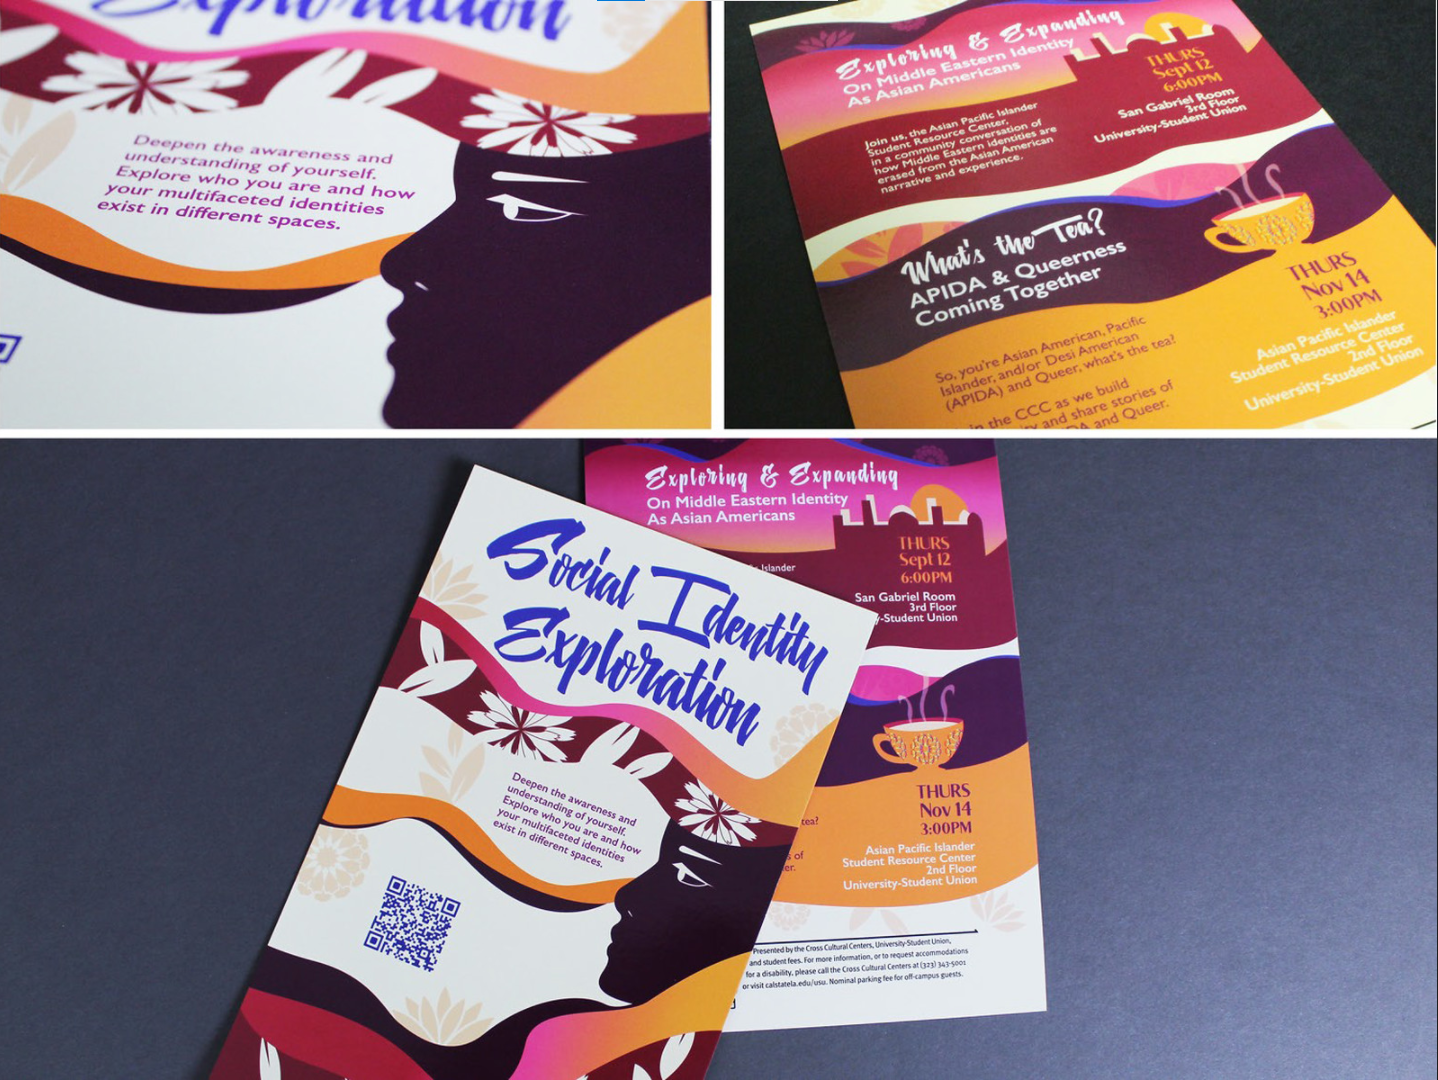 Exploration
Deepen the awareness and
understanding of yourself.
Explore who you are and how
your multifaceted identities
exist in different spaces.
Exploring & Expanding
On Middle Eastern Identity
As Asian Americans
THURS
Sept 12
6:00PM
San Gabriel Room
3rd Floor
University-Student Union
Join us, the Asian Pacific Islander
Student Resource Center,
in a community conversation of
how Middle Eastern identities are
erased from the Asian American
narrative and experience.
What's the Tea?
APIDA & Queerness
Coming Together
THURS
Nov 14
3:00PM
Asian Pacific Islander
Student Resource Center
2nd Floor
University-Student Union
So, you're Asian American, Pacific
Islander, and/or Desi American
(APIDA) and Queer, what's the tea?
in the CCC as we build
and share stories of
and Queer.
Social Identity
Exploration
Deepen the awareness and
understanding of yourself.
Explore who you are and how
your multifaceted identities
exist in different spaces.
Exploring & Expanding
On Middle Eastern Identity
As Asian Americans
Islander
THURS
Sept 12
6:00PM
San Gabriel Room
3rd Floor
y-Student Union
THURS
Nov 14
3:00PM
tea?
s of
er.
Asian Pacific Islander
Student Resource Center
2nd Floor
University-Student Union
Presented by the Cross Cultural Centers, University-Student Union,
and student fees. For more information, or to request accommodations
for a disability, please call the Cross Cultural Centers at (323) 343-5001
or visit calstatela.edu/usu. Nominal parking fee for off-campus guests.